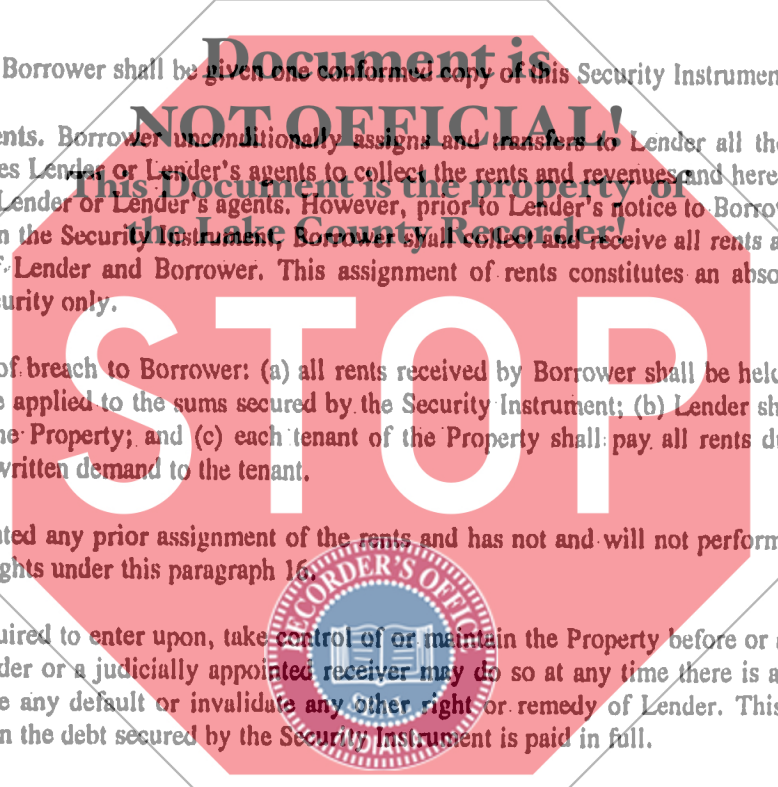 Document is
NOT OFFICIAL!
This Document is the property of
the Lake County Recorder!
STOP
Borrower shall be given one conformed copy of this Security Instrument
ents. Borrower unconditionally assigns and transfers to Lender all the
es Lender or Lender's agents to collect the rents and revenues and here
Lender or Lender's agents. However, prior to Lender's notice to Borrow
n the Security Instrument, Borrower shall collect and receive all rents a
f Lender and Borrower. This assignment of rents constitutes an abso
urity only.
of breach to Borrower: (a) all rents received by Borrower shall be held
e applied to the sums secured by the Security Instrument; (b) Lender sh
he Property; and (c) each tenant of the Property shall pay all rents du
written demand to the tenant.
ted any prior assignment of the rents and has not and will not perform
ghts under this paragraph 16.
uired to enter upon, take control of or maintain the Property before or a
der or a judicially appointed receiver may do so at any time there is a
e any default or invalidate any other right or remedy of Lender. This
n the debt secured by the Security Instrument is paid in full.
RECORDER'S OFFICE
SEAL
INDIANA